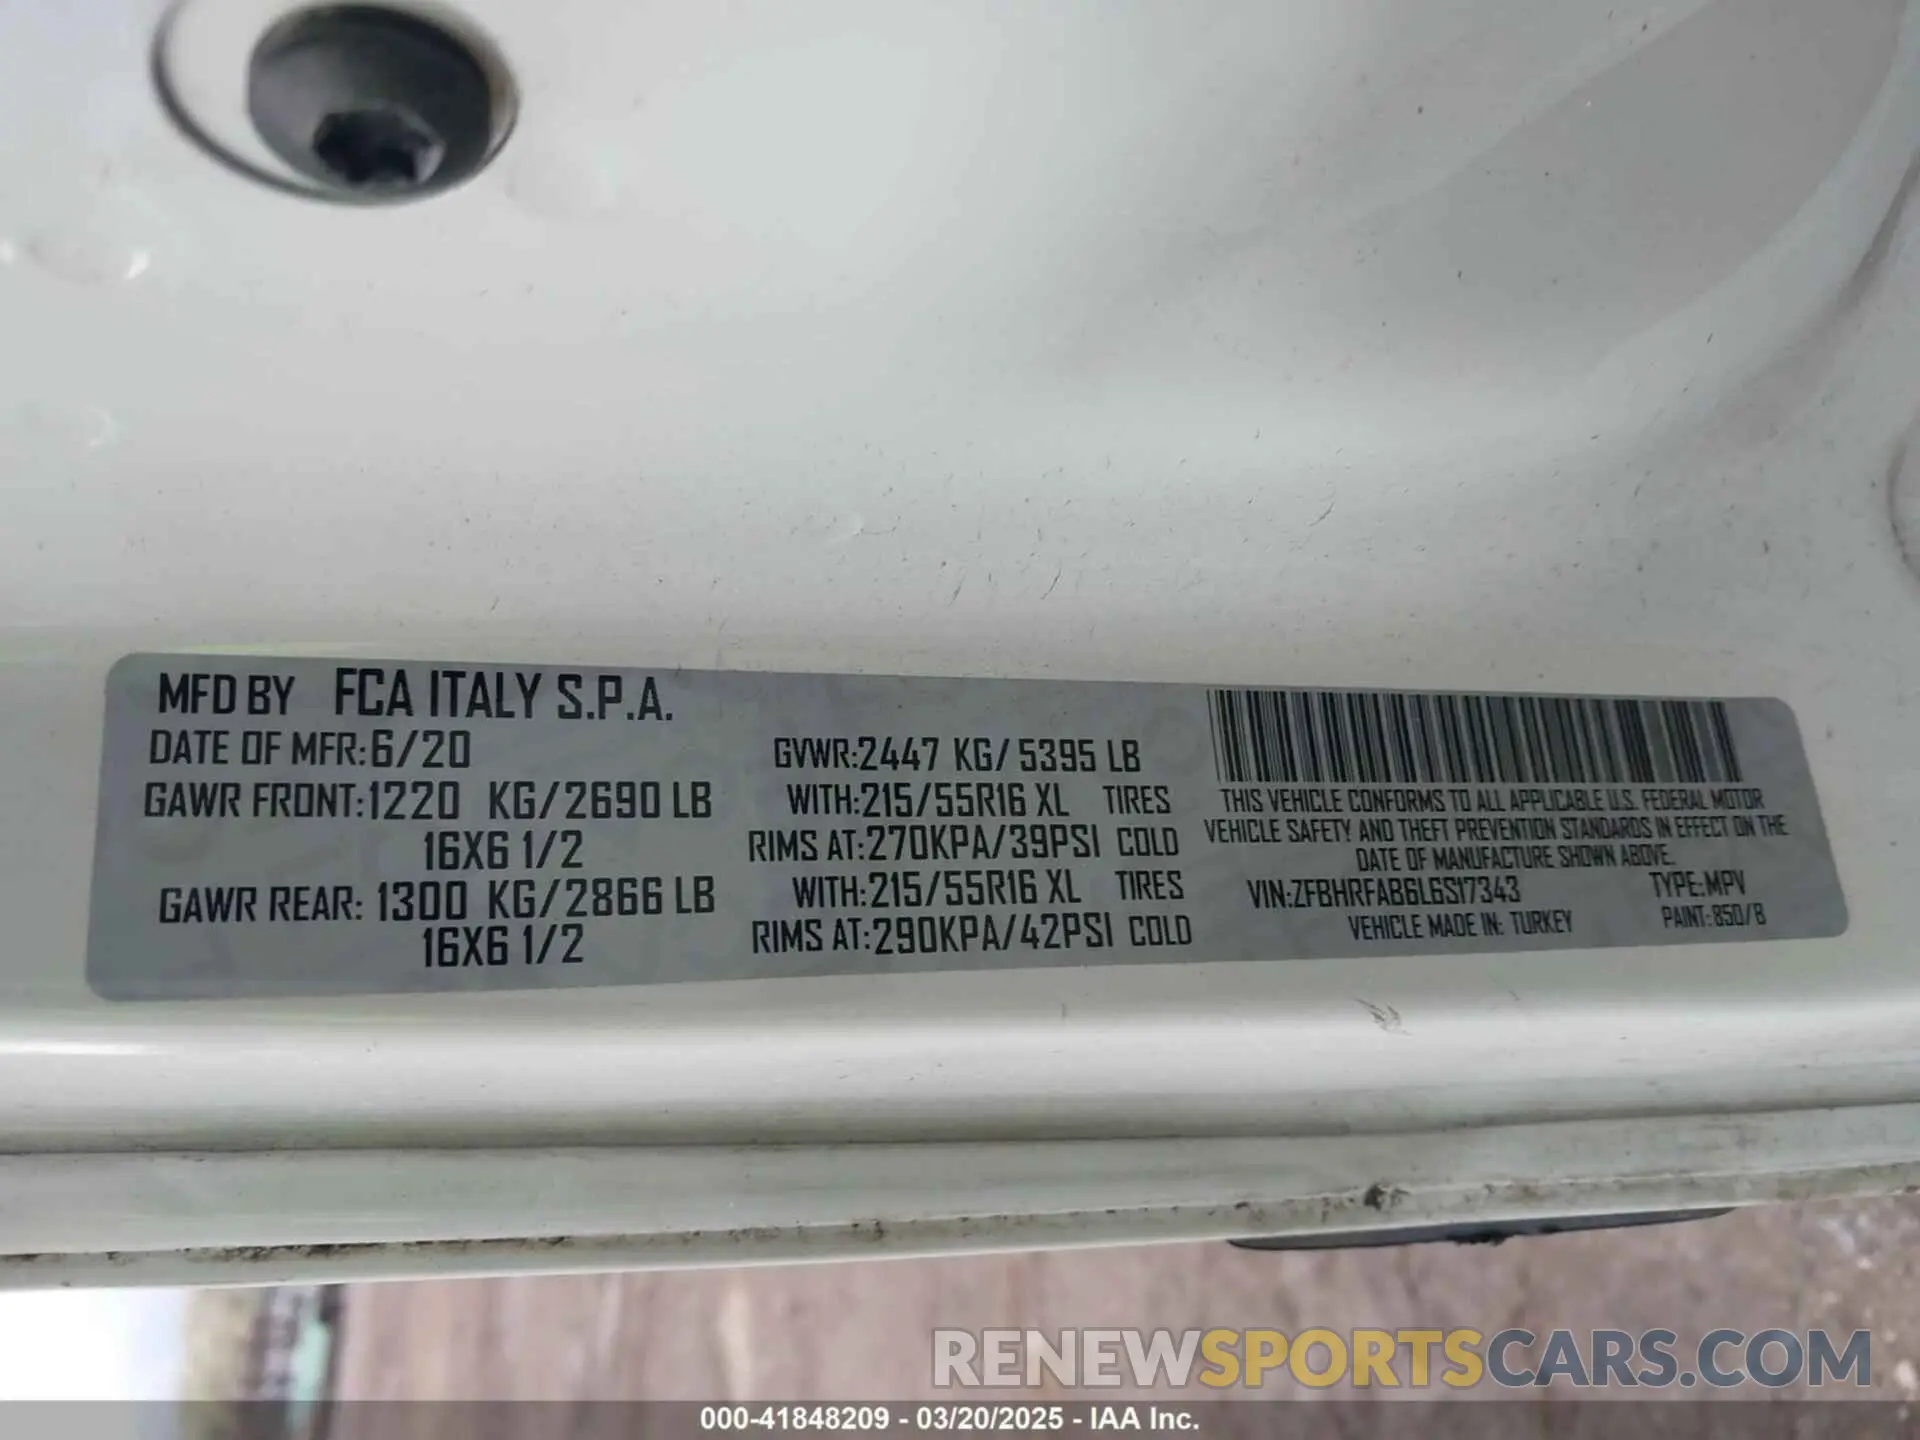 MFD BY FCA ITALY S.P.A.
DATE OF MFR:6/20
GAWR FRONT:1220 KG/2690 LB
16X6 1/2
GAWR REAR: 1300 KG/2866 LB
16X6 1/2
GVWR:2447 KG/ 5395 LB
WITH:215/55R16 XL TIRES
RIMS AT:270KPA/39PSI COLD
WITH:215/55R16 XL TIRES
RIMS AT:290KPA/42PSI COLD
THIS VEHICLE CONFORMS TO ALL APPLICABLE U.S. FEDERAL MOTOR
VEHICLE SAFETY AND THEFT PREVENTION STANDARDS IN EFFECT ON THE
DATE OF MANUFACTURE SHOWN ABOVE.
VIN:ZFBHRFAB6L6S17343 TYPE:MPV
VEHICLE MADE IN: TURKEY PAINT:850/B
RENEWSPORTSCARS.COM
000-41848209 - 03/20/2025 - IAA Inc.